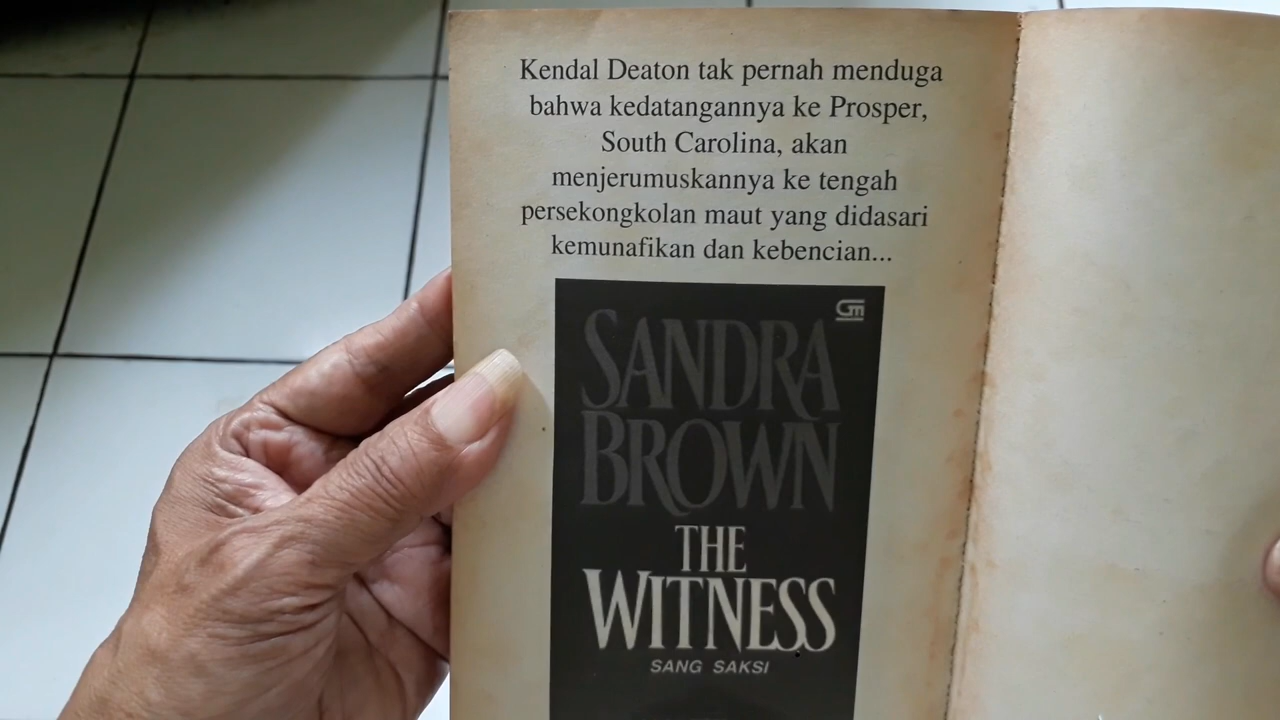 Kendal Deaton tak pernah menduga
bahwa kedatangannya ke Prosper,
South Carolina, akan
menjerumuskannya ke tengah
persekongkolan maut yang didasari
kemunafikan dan kebencian...
GM
SANDRA
BROWN
THE
WITNESS
SANG SAKSI